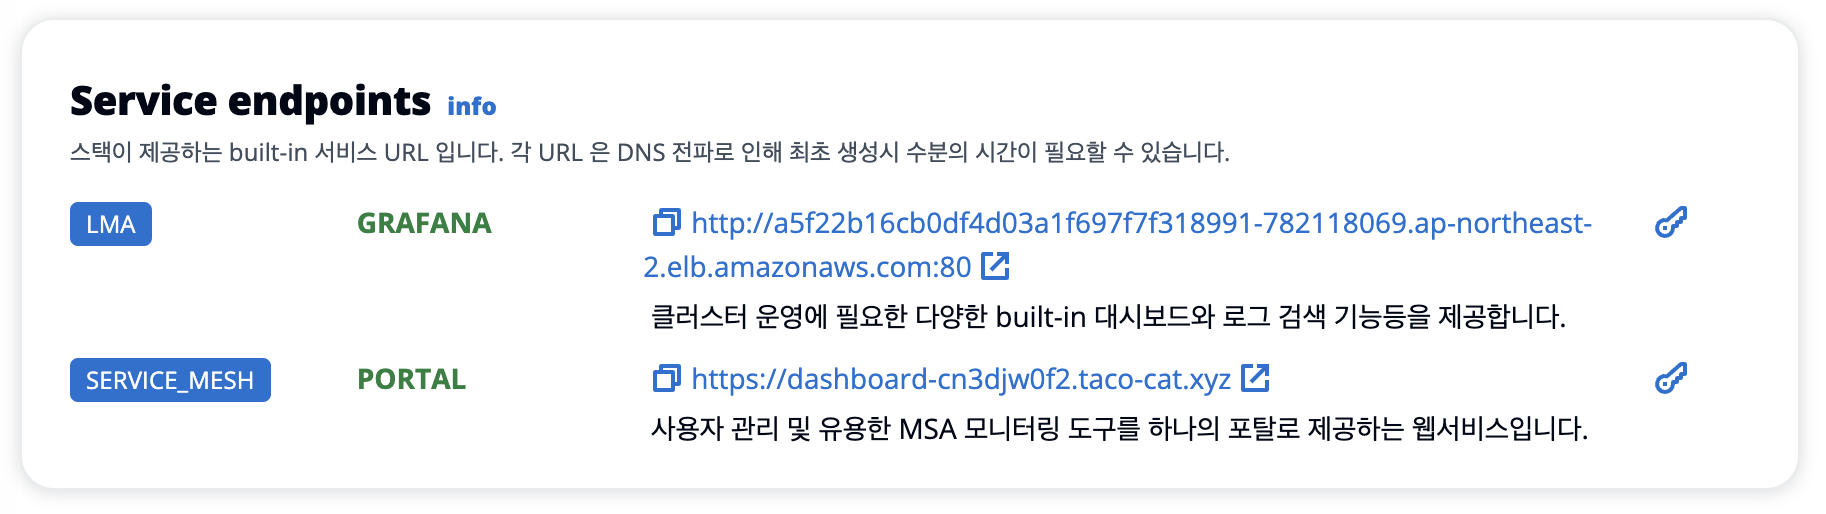 Service endpoints info
스택이 제공하는 built-in 서비스 URL 입니다. 각 URL 은 DNS 전파로 인해 최초 생성시 수분의 시간이 필요할 수 있습니다.
LMA GRAFANA http://a5f22b16cb0df4d03a1f697f7f318991-782118069.ap-northeast-
2.elb.amazonaws.com:80
클러스터 운영에 필요한 다양한 built-in 대시보드와 로그 검색 기능등을 제공합니다.
SERVICE_MESH PORTAL https://dashboard-cn3djw0f2.taco-cat.xyz
사용자 관리 및 유용한 MSA 모니터링 도구를 하나의 포탈로 제공하는 웹서비스입니다.